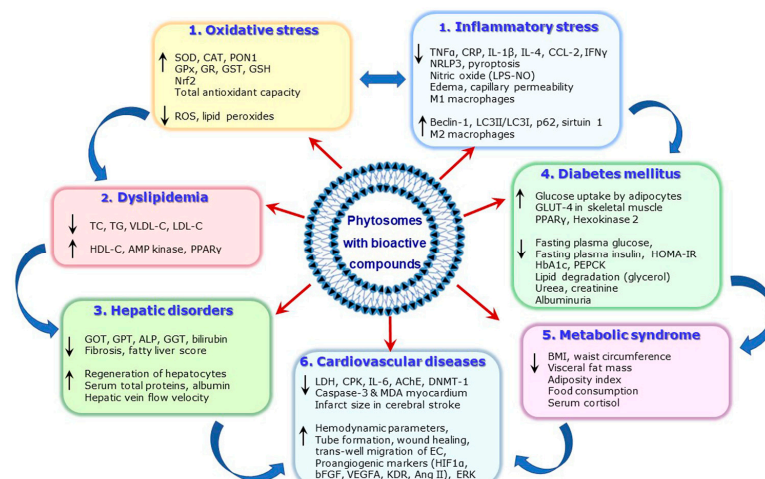 1. Oxidative stress
SOD, CAT, PON1
GPx, GR, GST, GSH
Nrf2
Total antioxidant capacity
ROS, lipid peroxides
1. Inflammatory stress
TNFα, CRP, IL-1β, IL-4, CCL-2, IFNγ
NRLP3, pyroptosis
Nitric oxide (LPS-NO)
Edema, capillary permeability
M1 macrophages
Beclin-1, LC3II/LC3I, p62, sirtuin 1
M2 macrophages
2. Dyslipidemia
TC, TG, VLDL-C, LDL-C
HDL-C, AMP kinase, PPARγ
Phytosomes
with bioactive
compounds
4. Diabetes mellitus
Glucose uptake by adipocytes
GLUT-4 in skeletal muscle
PPARγ, Hexokinase 2
Fasting plasma glucose,
Fasting plasma insulin, HOMA-IR
HbA1c, PEPCK
Lipid degradation (glycerol)
Ureea, creatinine
Albuminuria
3. Hepatic disorders
GOT, GPT, ALP, GGT, bilirubin
Fibrosis, fatty liver score
Regeneration of hepatocytes
Serum total proteins, albumin
Hepatic vein flow velocity
5. Metabolic syndrome
BMI, waist circumference
Visceral fat mass
Adiposity index
Food consumption
Serum cortisol
6. Cardiovascular diseases
LDH, CPK, IL-6, AChE, DNMT-1
Caspase-3 & MDA myocardium
Infarct size in cerebral stroke
Hemodynamic parameters,
Tube formation, wound healing,
trans-well migration of EC,
Proangiogenic markers (HIF1α,
bFGF, VEGFA, KDR, Ang II), ERK